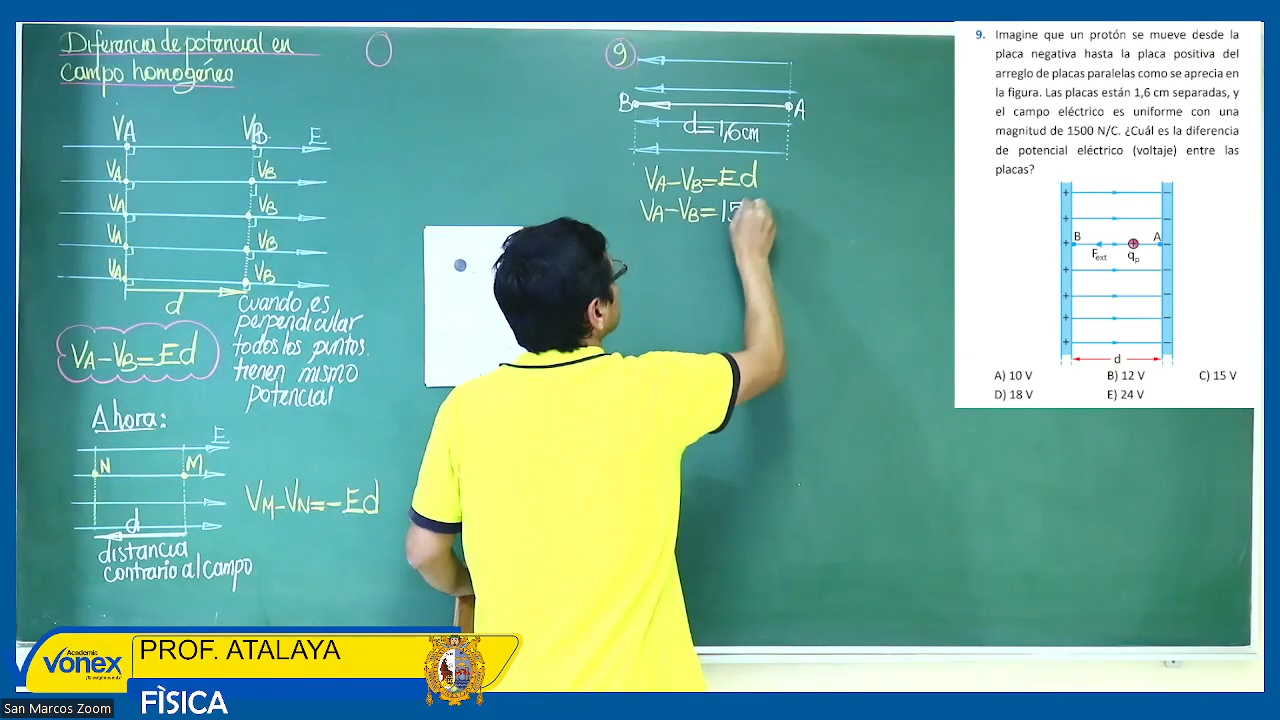 Diferencia de potencial en
campo homogéneo
VA VB E
VA VB
VA VB
VA VB
VA VB
d
cuando es
perpendicular
todos los puntos
tienen mismo
potencial
VA-VB=Ed
Ahora:
E
N M
d
distancia
contrario al campo
VM-VN=-Ed
9
B A
d=1,6cm
VA-VB=Ed
VA-VB=15
9. Imagine que un protón se mueve desde la
placa negativa hasta la placa positiva del
arreglo de placas paralelas como se aprecia en
la figura. Las placas están 1,6 cm separadas, y
el campo eléctrico es uniforme con una
magnitud de 1500 N/C. ¿Cuál es la diferencia
de potencial eléctrico (voltaje) entre las
placas?
+ -
+ -
+ B A -
Fext + qp
+ -
+ -
+ -
+ -
d
A) 10 V B) 12 V C) 15 V
D) 18 V E) 24 V
Academia
vonex
PROF. ATALAYA
FÌSICA
San Marcos Zoom